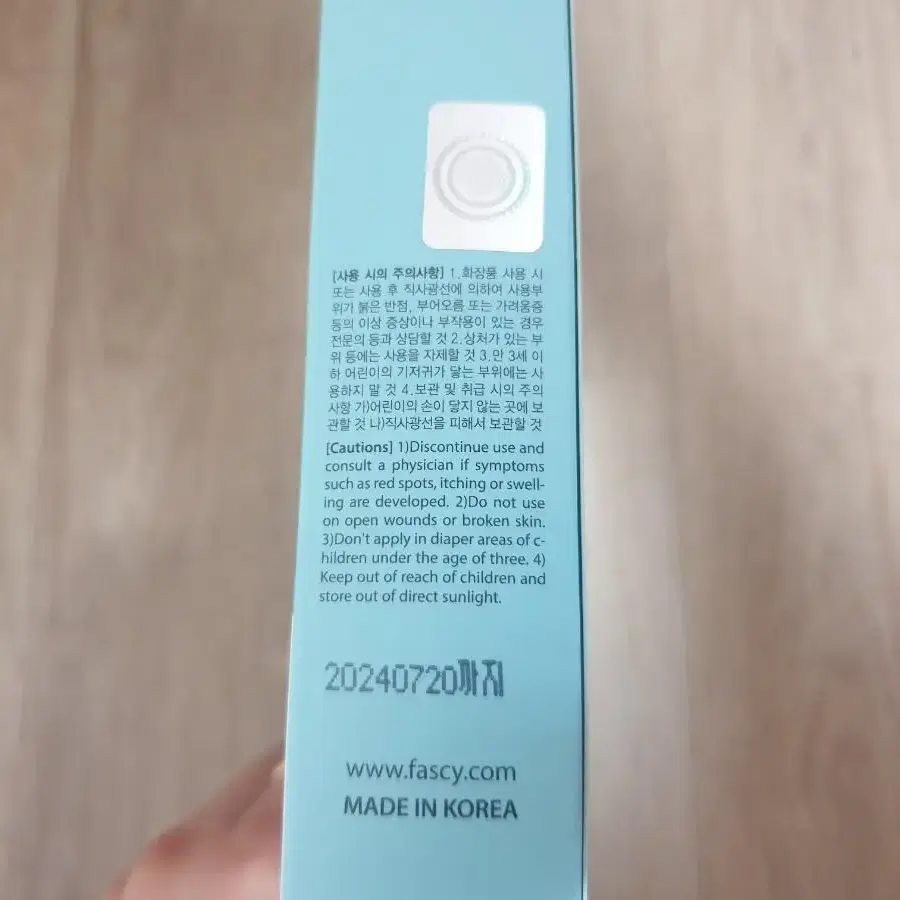 [사용 시의 주의사항] 1.화장품 사용 시
또는 사용 후 직사광선에 의하여 사용부
위가 붉은 반점, 부어오름 또는 가려움증
등의 이상 증상이나 부작용이 있는 경우
전문의 등과 상담할 것 2.상처가 있는 부
위 등에는 사용을 자제할 것 3.만 3세 이
하 어린이의 기저귀가 닿는 부위에는 사
용하지 말 것 4.보관 및 취급 시의 주의
사항 가)어린이의 손이 닿지 않는 곳에 보
관할 것 나)직사광선을 피해서 보관할 것
[Cautions] 1)Discontinue use and
consult a physician if symptoms
such as red spots, itching or swell-
ing are developed. 2)Do not use
on open wounds or broken skin.
3)Don't apply in diaper areas of c-
hildren under the age of three. 4)
Keep out of reach of children and
store out of direct sunlight.
20240720까지
www.fascy.com
MADE IN KOREA